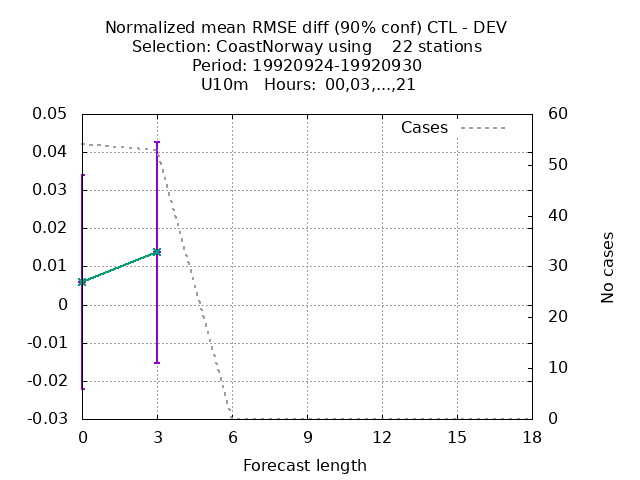 Normalized mean RMSE diff (90% conf) CTL - DEV
Selection: CoastNorway using    22 stations
Period: 19920924-19920930
U10m   Hours: 00,03,...,21
Cases
0.05
0.04
0.03
0.02
0.01
0
-0.01
-0.02
-0.03
60
50
40
30
20
10
0
No cases
0 3 6 9 12 15 18
Forecast length